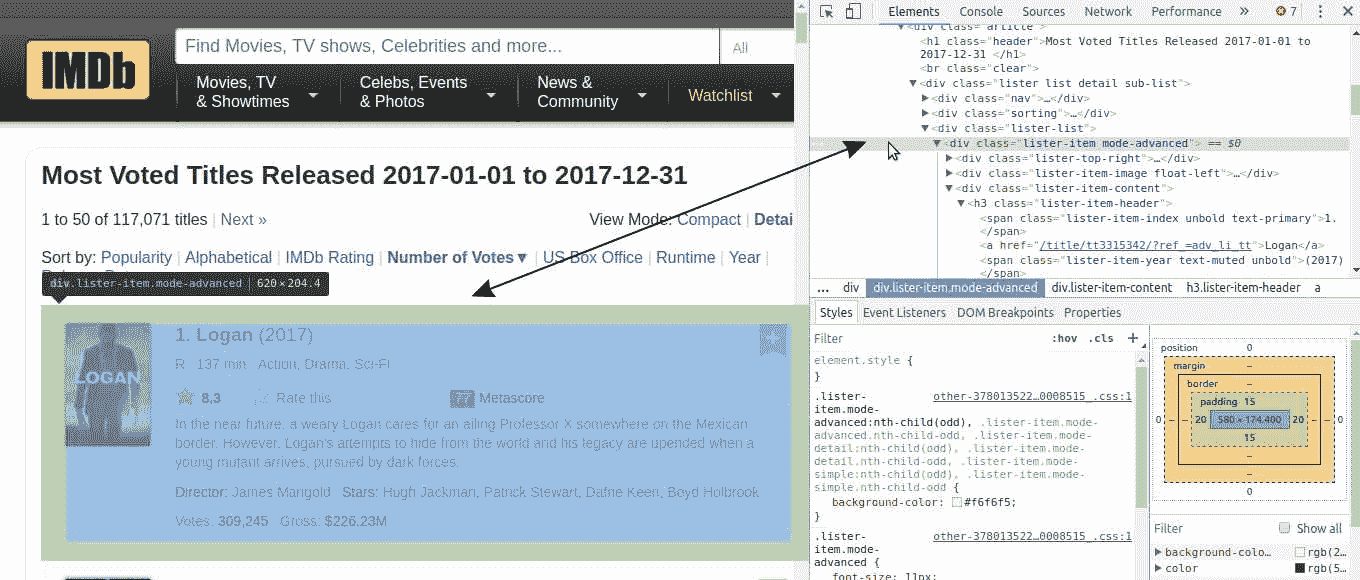 IMDb
Find Movies, TV shows, Celebrities and more...
All
Movies, TV
& Showtimes
Celebs, Events
& Photos
News &
Community
Watchlist
Most Voted Titles Released 2017-01-01 to 2017-12-31
1 to 50 of 117,071 titles | Next »
View Mode: Compact | Detai
Sort by: Popularity | Alphabetical | IMDb Rating | Number of Votes▼ | US Box Office | Runtime | Year |
div.lister-item.mode-advanced | 620 × 204.4
LOGAN
1. Logan (2017)
R 137 min Action, Drama, Sci-Fi
8.3 Rate this
77 Metascore
In the near future, a weary Logan cares for an ailing Professor X somewhere on the Mexican
border. However, Logan's attempts to hide from the world and his legacy are upended when a
young mutant arrives, pursued by dark forces.
Director: James Mangold Stars: Hugh Jackman, Patrick Stewart, Dafne Keen, Boyd Holbrook
Votes: 309,245 Gross: $226.23M
Elements Console Sources Network Performance » 7
▼<div class="article">
<h1 class="header">Most Voted Titles Released 2017-01-01 to
2017-12-31 </h1>
<br class="clear">
▼<div class="lister list detail sub-list">
▶<div class="nav">…</div>
▶<div class="sorting">…</div>
▼<div class="lister-list">
▼<div class="lister-item mode-advanced"> == $0
▶<div class="lister-top-right">…</div>
▶<div class="lister-item-image float-left">…</div>
▼<div class="lister-item-content">
▼<h3 class="lister-item-header">
<span class="lister-item-index unbold text-primary">1.
</span>
<a href="/title/tt3315342/?ref_=adv_li_tt">Logan</a>
<span class="lister-item-year text-muted unbold">(2017)
</span>
... div div.lister-item.mode-advanced div.lister-item-content h3.lister-item-header a
Styles Event Listeners DOM Breakpoints Properties
Filter :hov .cls +
element.style {
}
.lister- other-378013522…0008515_.css:1
item.mode-
advanced:nth-child(odd), .lister-item.mode-
advanced.nth-child-odd, .lister-item.mode-
detail:nth-child(odd), .lister-item.mode-
detail.nth-child-odd, .lister-item.mode-
simple:nth-child(odd), .lister-item.mode-
simple.nth-child-odd {
background-color: #f6f6f5;
}
.lister- other-378013522…0008515_.css:1
item.mode-
advanced {
font-size: 11px;
position 0
margin –
border –
padding 15
0 – – 20 580 × 174.400 20 – – 0
15
–
–
0
Filter Show all
▶background-colo… rgb(2…
▶color rgb(5…